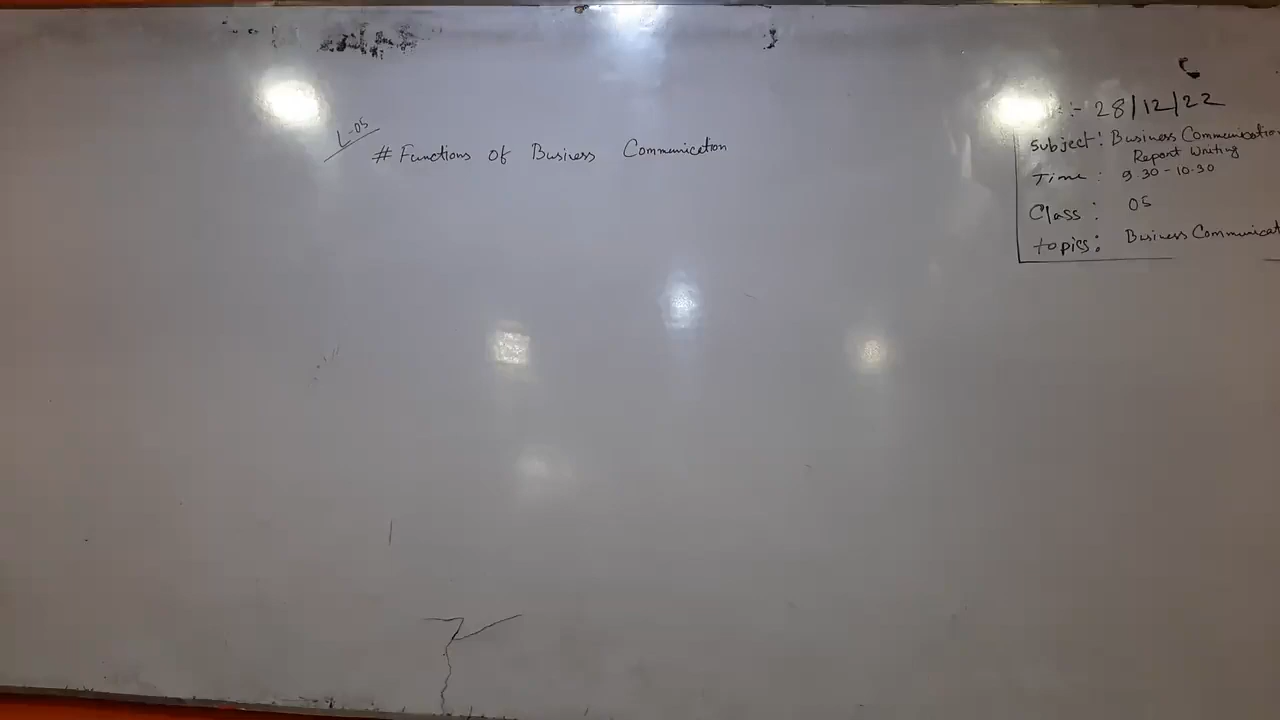 L-05
# Functions of Business Communication
:- 28/12/22
Subject: Business Communication
Report Writing
Time: 9.30-10.30
Class: 05
topics: Business Communicat